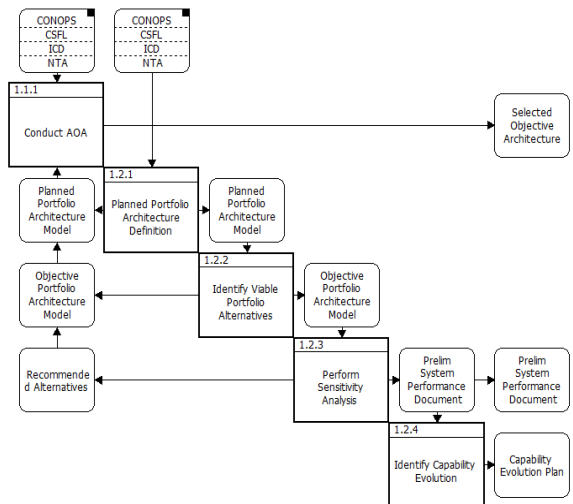 CONOPS
CSFL
ICD
NTA
CONOPS
CSFL
ICD
NTA
1.1.1
Conduct AOA
Selected
Objective
Architecture
Planned
Portfolio
Architecture
Model
1.2.1
Planned Portfolio
Architecture
Definition
Planned
Portfolio
Architecture
Model
Objective
Portfolio
Architecture
Model
1.2.2
Identify Viable
Portfolio
Alternatives
Objective
Portfolio
Architecture
Model
Recommende
d Alternatives
1.2.3
Perform
Sensitivity
Analysis
Prelim
System
Performance
Document
Prelim
System
Performance
Document
1.2.4
Identify Capability
Evolution
Capability
Evolution Plan